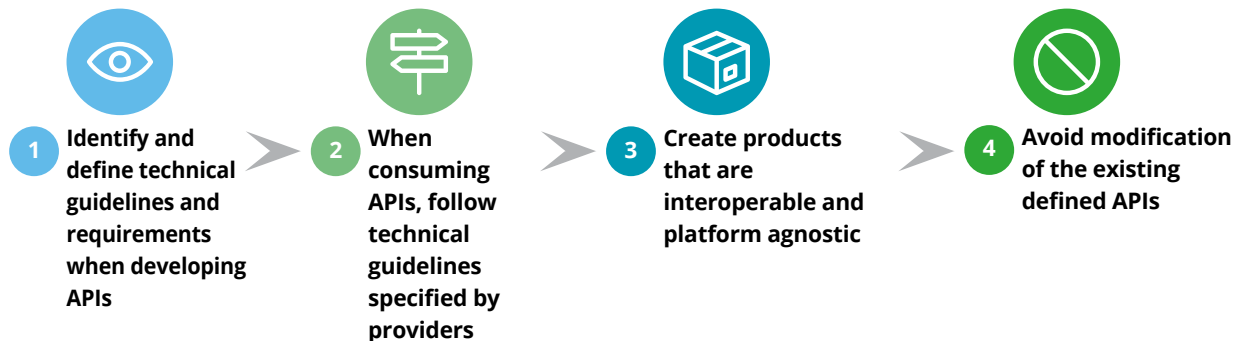 1
Identify and
define technical
guidelines and
requirements
when developing
APIs
2
When
consuming
APIs, follow
technical
guidelines
specified by
providers
3
Create products
that are
interoperable and
platform agnostic
4
Avoid modification
of the existing
defined APIs